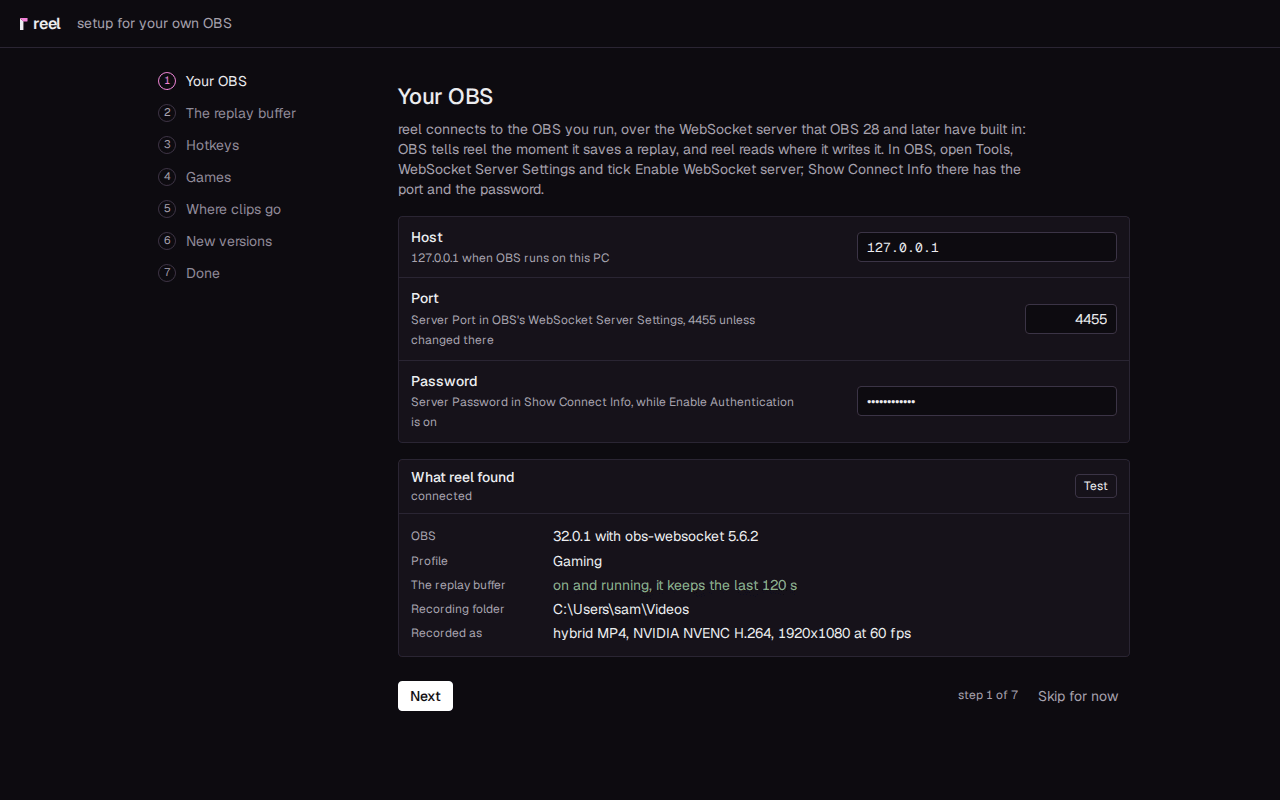 reel setup for your own OBS
1 Your OBS
2 The replay buffer
3 Hotkeys
4 Games
5 Where clips go
6 New versions
7 Done
Your OBS
reel connects to the OBS you run, over the WebSocket server that OBS 28 and later have built in:
OBS tells reel the moment it saves a replay, and reel reads where it writes it. In OBS, open Tools,
WebSocket Server Settings and tick Enable WebSocket server; Show Connect Info there has the
port and the password.
Host
127.0.0.1 when OBS runs on this PC
127.0.0.1
Port
Server Port in OBS's WebSocket Server Settings, 4455 unless
changed there
4455
Password
Server Password in Show Connect Info, while Enable Authentication
is on
••••••••••••
What reel found
connected
Test
OBS 32.0.1 with obs-websocket 5.6.2
Profile Gaming
The replay buffer on and running, it keeps the last 120 s
Recording folder C:\Users\sam\Videos
Recorded as hybrid MP4, NVIDIA NVENC H.264, 1920x1080 at 60 fps
Next
step 1 of 7
Skip for now